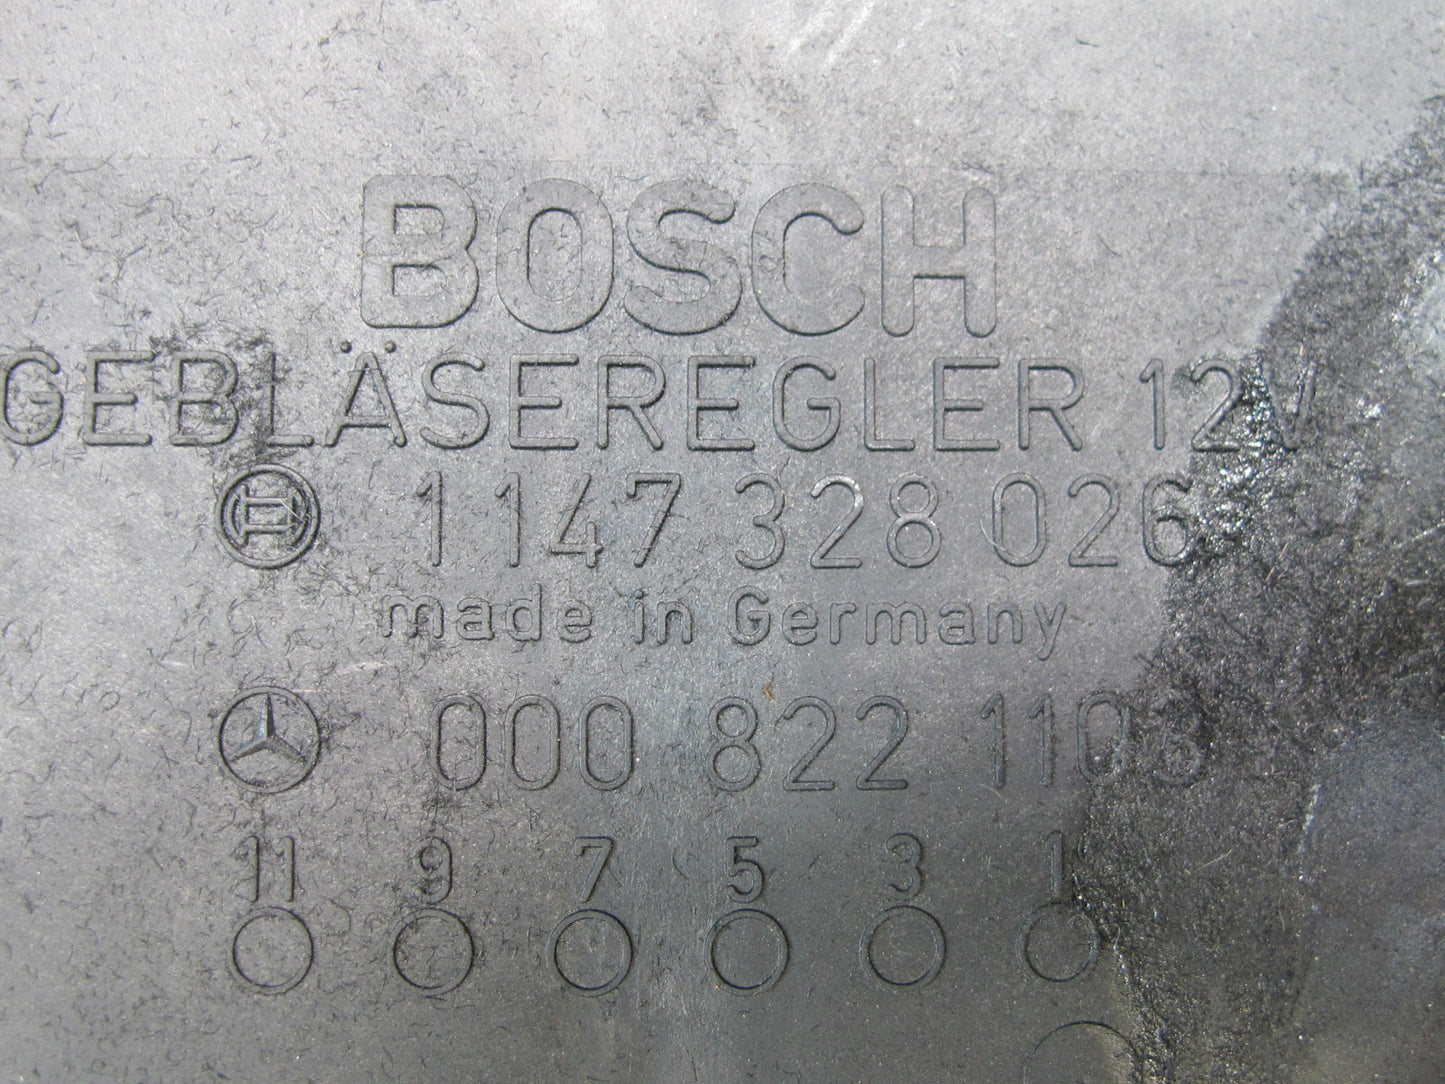 BOSCH
GEBLÄSEREGLER 12V
1 147 328 026
made in Germany
000 822 1103
11 9 7 5 3 1